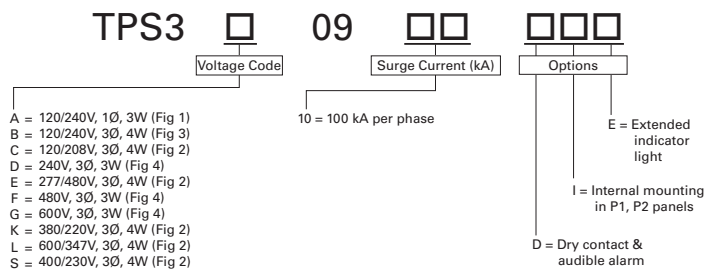 TPS3 □ 09 □□ □□□
Voltage Code
Surge Current (kA)
Options
A = 120/240V, 1Ø, 3W (Fig 1)
B = 120/240V, 3Ø, 4W (Fig 3)
C = 120/208V, 3Ø, 4W (Fig 2)
D = 240V, 3Ø, 3W (Fig 4)
E = 277/480V, 3Ø, 4W (Fig 2)
F = 480V, 3Ø, 3W (Fig 4)
G = 600V, 3Ø, 3W (Fig 4)
K = 380/220V, 3Ø, 4W (Fig 2)
L = 600/347V, 3Ø, 4W (Fig 2)
S = 400/230V, 3Ø, 4W (Fig 2)
10 = 100 kA per phase
E = Extended
indicator
light
I = Internal mounting
in P1, P2 panels
D = Dry contact &
audible alarm